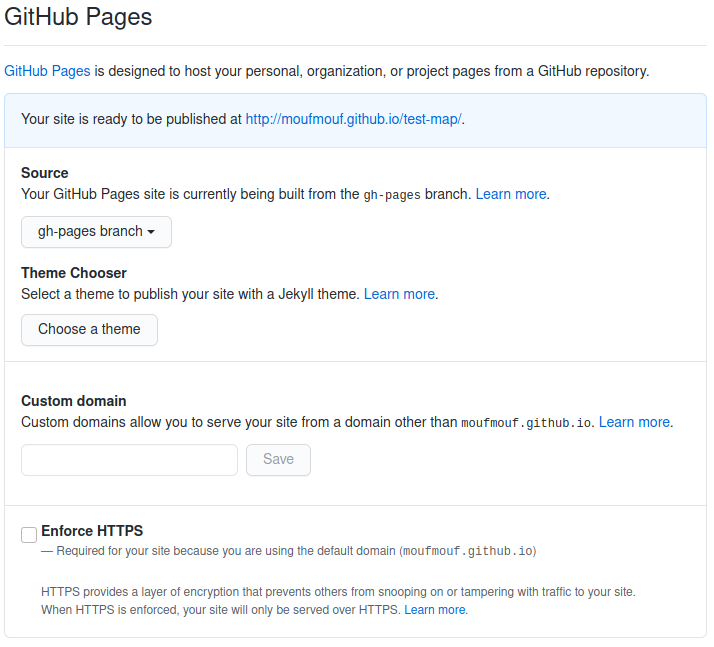 GitHub Pages
GitHub Pages is designed to host your personal, organization, or project pages from a GitHub repository.
Your site is ready to be published at http://moufmouf.github.io/test-map/.
Source
Your GitHub Pages site is currently being built from the gh-pages branch. Learn more.
gh-pages branch
Theme Chooser
Select a theme to publish your site with a Jekyll theme. Learn more.
Choose a theme
Custom domain
Custom domains allow you to serve your site from a domain other than moufmouf.github.io. Learn more.
Save
Enforce HTTPS
— Required for your site because you are using the default domain (moufmouf.github.io)
HTTPS provides a layer of encryption that prevents others from snooping on or tampering with traffic to your site.
When HTTPS is enforced, your site will only be served over HTTPS. Learn more.